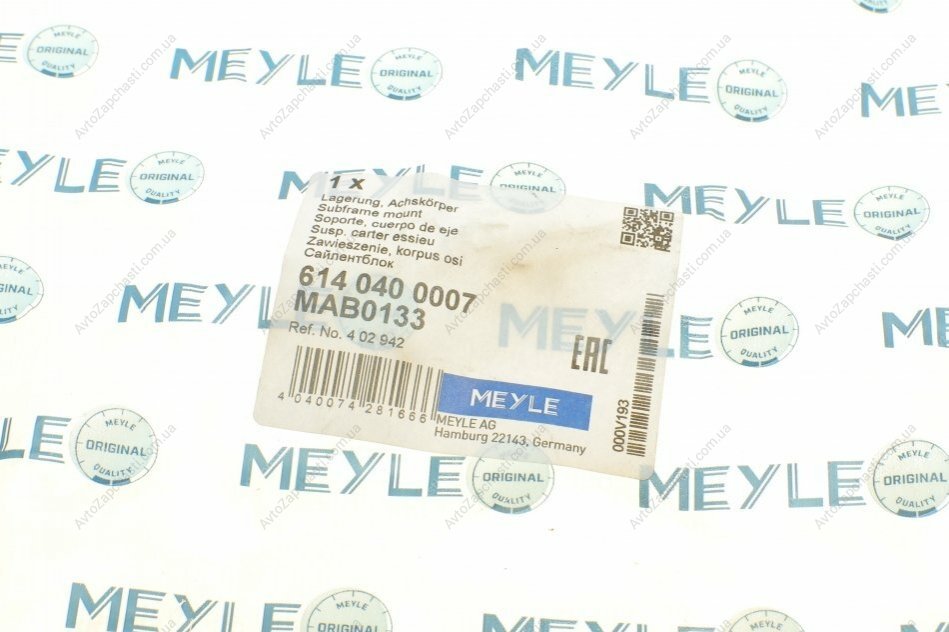 MEYLE
ORIGINAL
QUALITY
1 x
Lagerung, Achskörper
Subframe mount
Soporte, cuerpo de eje
Susp. carter essieu
Zawieszenie, korpus osi
Сайлентблок
614 040 0007
MAB0133
Ref. No. 4 02 942
EAC
4 040074 281666
MEYLE
MEYLE AG
Hamburg 22143, Germany
000V193
AvtoZapchasti.com.ua